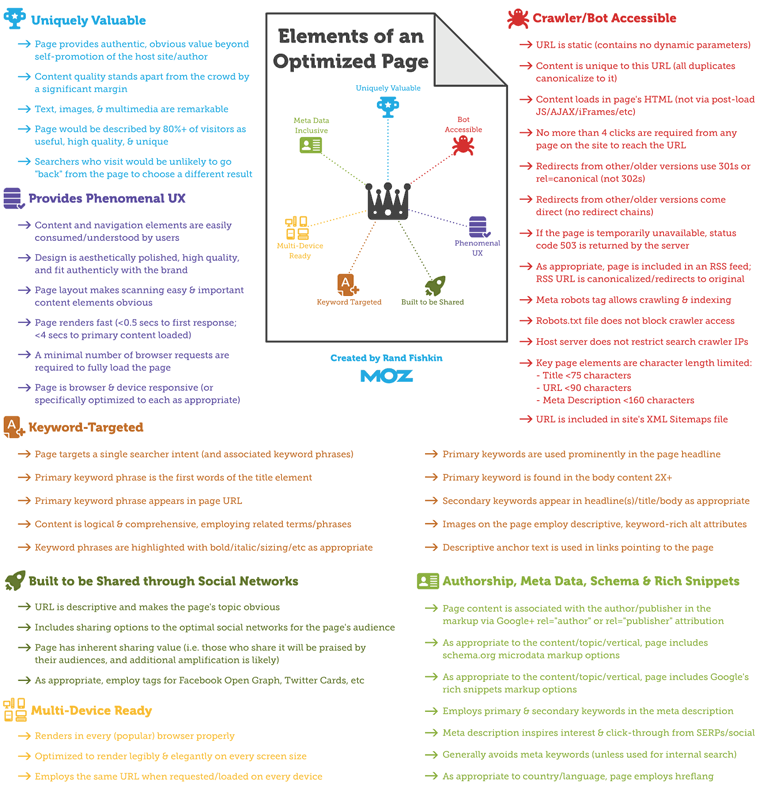 Uniquely Valuable
Page provides authentic, obvious value beyond
self-promotion of the host site/author
Content quality stands apart from the crowd by
a significant margin
Text, images, & multimedia are remarkable
Page would be described by 80%+ of visitors as
useful, high quality, & unique
Searchers who visit would be unlikely to go
"back" from the page to choose a different result
Provides Phenomenal UX
Content and navigation elements are easily
consumed/understood by users
Design is aesthetically polished, high quality,
and fit authenticly with the brand
Page layout makes scanning easy & important
content elements obvious
Page renders fast (<0.5 secs to first response;
<4 secs to primary content loaded)
A minimal number of browser requests are
required to fully load the page
Page is browser & device responsive (or
specifically optimized to each as appropriate)
Elements of an
Optimized Page
Uniquely Valuable
Meta Data
Inclusive
Bot
Accessible
Multi-Device
Ready
Phenomenal
UX
Keyword Targeted
Built to be Shared
Created by Rand Fishkin
MOZ
Crawler/Bot Accessible
URL is static (contains no dynamic parameters)
Content is unique to this URL (all duplicates
canonicalize to it)
Content loads in page's HTML (not via post-load
JS/AJAX/iFrames/etc)
No more than 4 clicks are required from any
page on the site to reach the URL
Redirects from other/older versions use 301s or
rel=canonical (not 302s)
Redirects from other/older versions come
direct (no redirect chains)
If the page is temporarily unavailable, status
code 503 is returned by the server
As appropriate, page is included in an RSS feed;
RSS URL is canonicalized/redirects to original
Meta robots tag allows crawling & indexing
Robots.txt file does not block crawler access
Host server does not restrict search crawler IPs
Key page elements are character length limited:
- Title <75 characters
- URL <90 characters
- Meta Description <160 characters
URL is included in site's XML Sitemaps file
A
Keyword-Targeted
Page targets a single searcher intent (and associated keyword phrases)
Primary keyword phrase is the first words of the title element
Primary keyword phrase appears in page URL
Content is logical & comprehensive, employing related terms/phrases
Keyword phrases are highlighted with bold/italic/sizing/etc as appropriate
Primary keywords are used prominently in the page headline
Primary keyword is found in the body content 2X+
Secondary keywords appear in headline(s)/title/body as appropriate
Images on the page employ descriptive, keyword-rich alt attributes
Descriptive anchor text is used in links pointing to the page
Built to be Shared through Social Networks
URL is descriptive and makes the page's topic obvious
Includes sharing options to the optimal social networks for the page's audience
Page has inherent sharing value (i.e. those who share it will be praised by
their audiences, and additional amplification is likely)
As appropriate, employ tags for Facebook Open Graph, Twitter Cards, etc
Multi-Device Ready
Renders in every (popular) browser properly
Optimized to render legibly & elegantly on every screen size
Employs the same URL when requested/loaded on every device
Authorship, Meta Data, Schema & Rich Snippets
Page content is associated with the author/publisher in the
markup via Google+ rel="author" or rel="publisher" attribution
As appropriate to the content/topic/vertical, page includes
schema.org microdata markup options
As appropriate to the content/topic/vertical, page includes Google's
rich snippets markup options
Employs primary & secondary keywords in the meta description
Meta description inspires interest & click-through from SERPs/social
Generally avoids meta keywords (unless used for internal search)
As appropriate to country/language, page employs hreflang